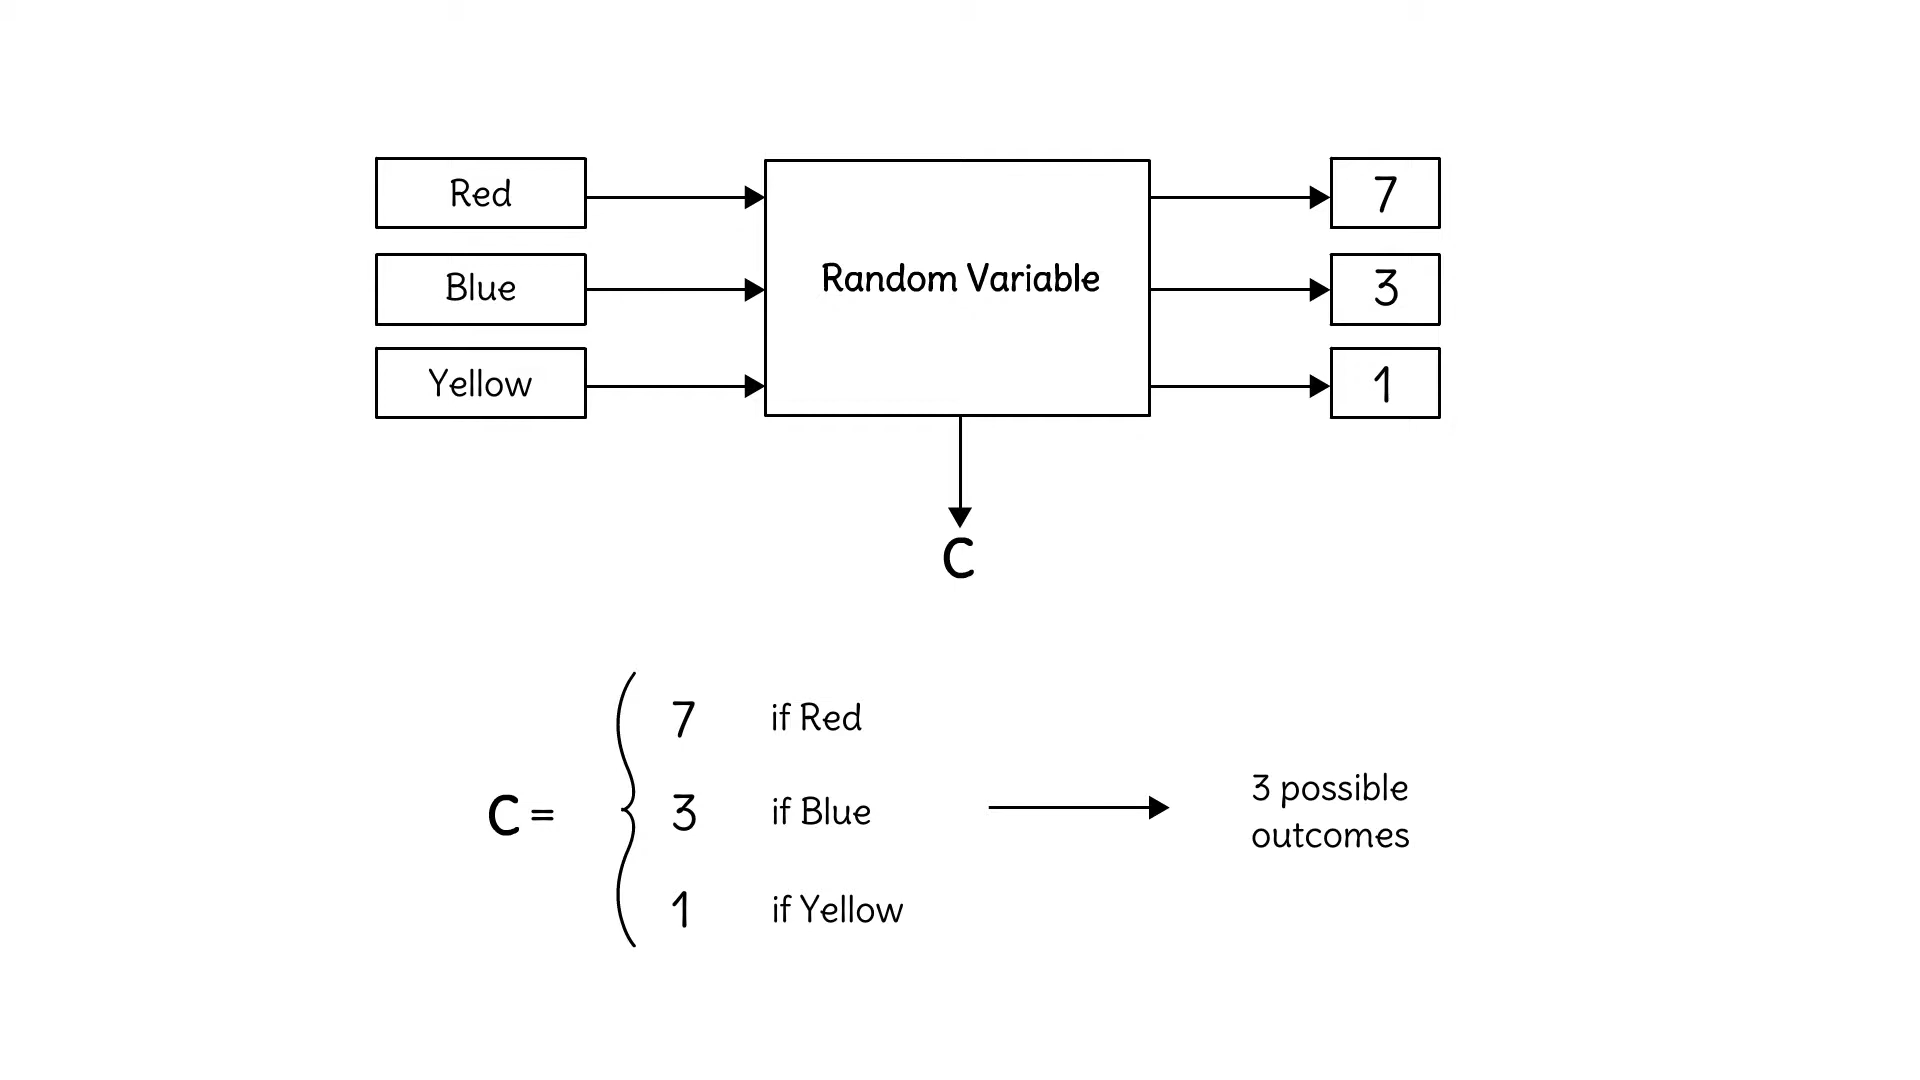 Red
7
Blue
Random Variable
3
Yellow
1
C
7 if Red
C = 3 if Blue
3 possible
outcomes
1 if Yellow